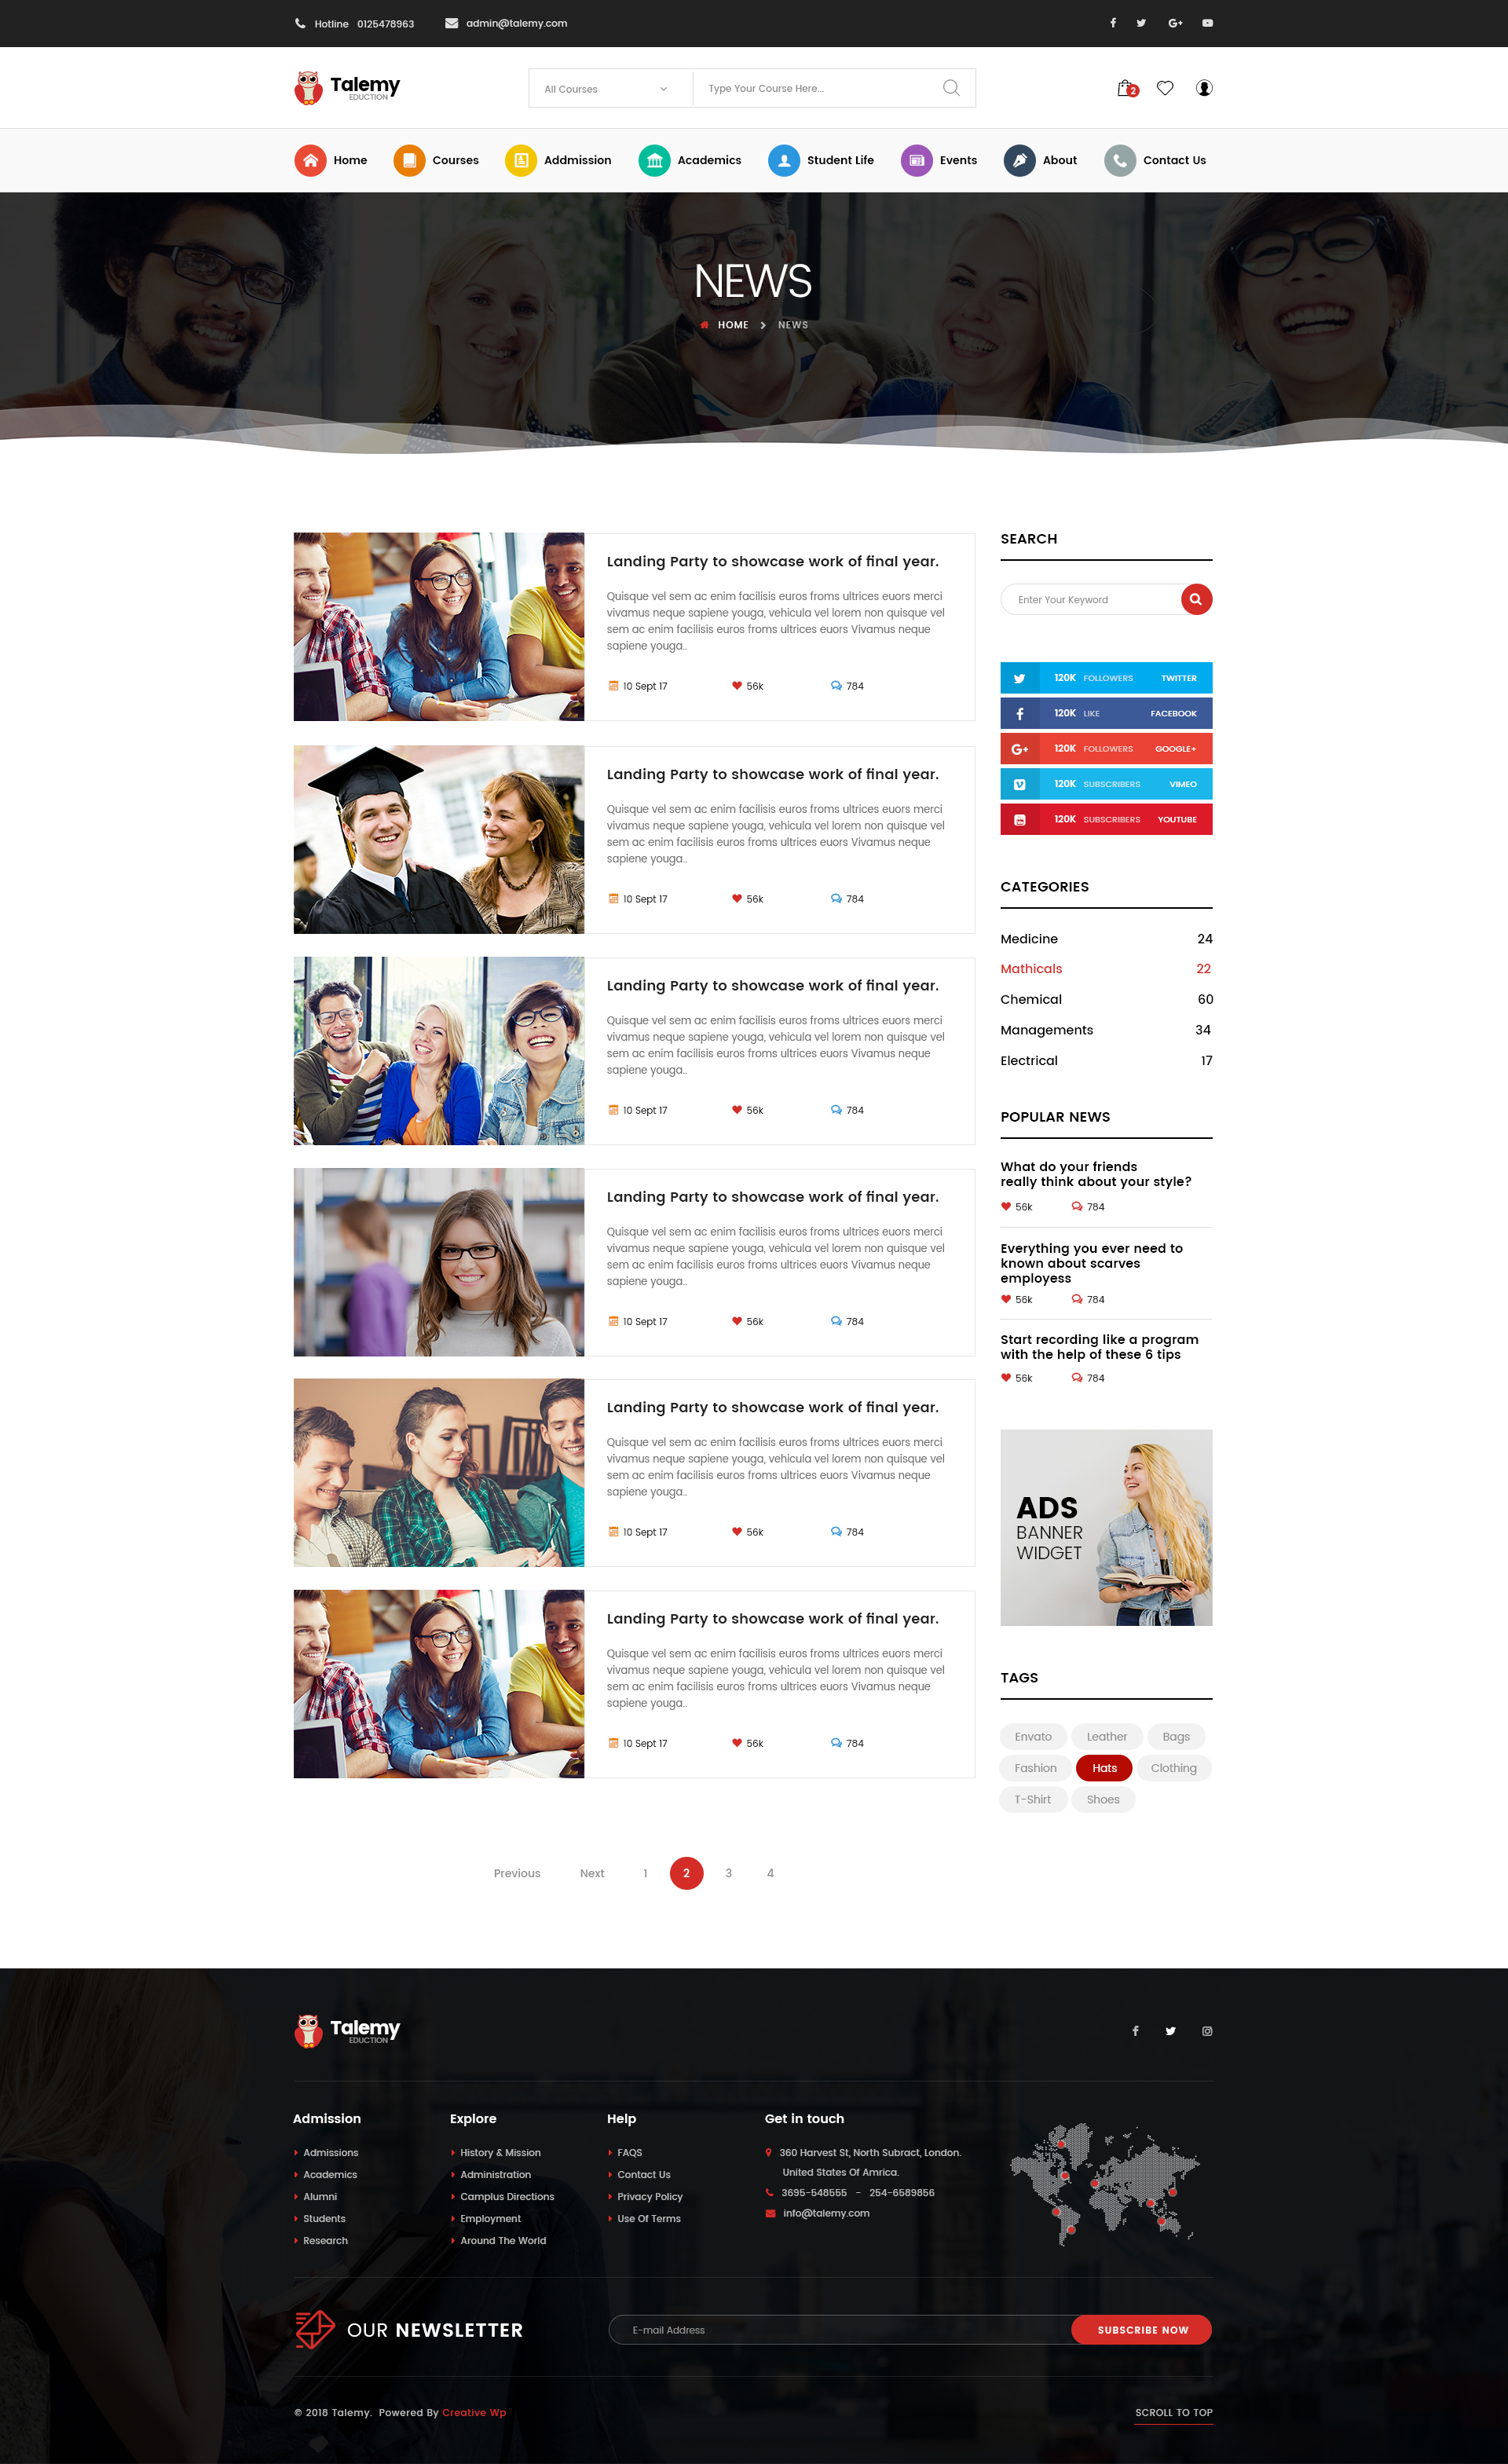 Hotline 0125478963
admin@talemy.com
Talemy
EDUCTION
All Courses
Type Your Course Here...
2
Home
Courses
Addmission
Academics
Student Life
Events
About
Contact Us
NEWS
HOME
NEWS
Landing Party to showcase work of final year.
Quisque vel sem ac enim facilisis euros froms ultrices euors merci
vivamus neque sapiene youga, vehicula vel lorem non quisque vel
sem ac enim facilisis euros froms ultrices euors Vivamus neque
sapiene youga..
10 Sept 17
56k
784
Landing Party to showcase work of final year.
Quisque vel sem ac enim facilisis euros froms ultrices euors merci
vivamus neque sapiene youga, vehicula vel lorem non quisque vel
sem ac enim facilisis euros froms ultrices euors Vivamus neque
sapiene youga..
10 Sept 17
56k
784
Landing Party to showcase work of final year.
Quisque vel sem ac enim facilisis euros froms ultrices euors merci
vivamus neque sapiene youga, vehicula vel lorem non quisque vel
sem ac enim facilisis euros froms ultrices euors Vivamus neque
sapiene youga..
10 Sept 17
56k
784
Landing Party to showcase work of final year.
Quisque vel sem ac enim facilisis euros froms ultrices euors merci
vivamus neque sapiene youga, vehicula vel lorem non quisque vel
sem ac enim facilisis euros froms ultrices euors Vivamus neque
sapiene youga..
10 Sept 17
56k
784
Landing Party to showcase work of final year.
Quisque vel sem ac enim facilisis euros froms ultrices euors merci
vivamus neque sapiene youga, vehicula vel lorem non quisque vel
sem ac enim facilisis euros froms ultrices euors Vivamus neque
sapiene youga..
10 Sept 17
56k
784
Landing Party to showcase work of final year.
Quisque vel sem ac enim facilisis euros froms ultrices euors merci
vivamus neque sapiene youga, vehicula vel lorem non quisque vel
sem ac enim facilisis euros froms ultrices euors Vivamus neque
sapiene youga..
10 Sept 17
56k
784
Previous
Next
1
2
3
4
SEARCH
Enter Your Keyword
120K FOLLOWERS TWITTER
120K LIKE FACEBOOK
120K FOLLOWERS GOOGLE+
120K SUBSCRIBERS VIMEO
120K SUBSCRIBERS YOUTUBE
CATEGORIES
Medicine 24
Mathicals 22
Chemical 60
Managements 34
Electrical 17
POPULAR NEWS
What do your friends
really think about your style?
56k
784
Everything you ever need to
known about scarves
employess
56k
784
Start recording like a program
with the help of these 6 tips
56k
784
ADS
BANNER
WIDGET
TAGS
Envato
Leather
Bags
Fashion
Hats
Clothing
T-Shirt
Shoes
Talemy
EDUCTION
Admission
Admissions
Academics
Alumni
Students
Research
Explore
History & Mission
Administration
Camplus Directions
Employment
Around The World
Help
FAQS
Contact Us
Privacy Policy
Use Of Terms
Get in touch
360 Harvest St, North Subract, London.
United States Of Amrica.
3695-548555 - 254-6589856
info@talemy.com
OUR NEWSLETTER
E-mail Address
SUBSCRIBE NOW
© 2018 Talemy. Powered By Creative Wp
SCROLL TO TOP